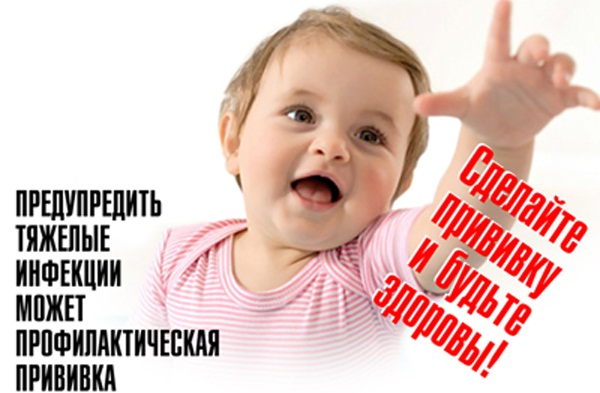 ПРЕДУПРЕДИТЬ
ТЯЖЕЛЫЕ
ИНФЕКЦИИ
МОЖЕТ
ПРОФИЛАКТИЧЕСКАЯ
ПРИВИВКА
Сделайте
прививку
и будьте
здоровы!